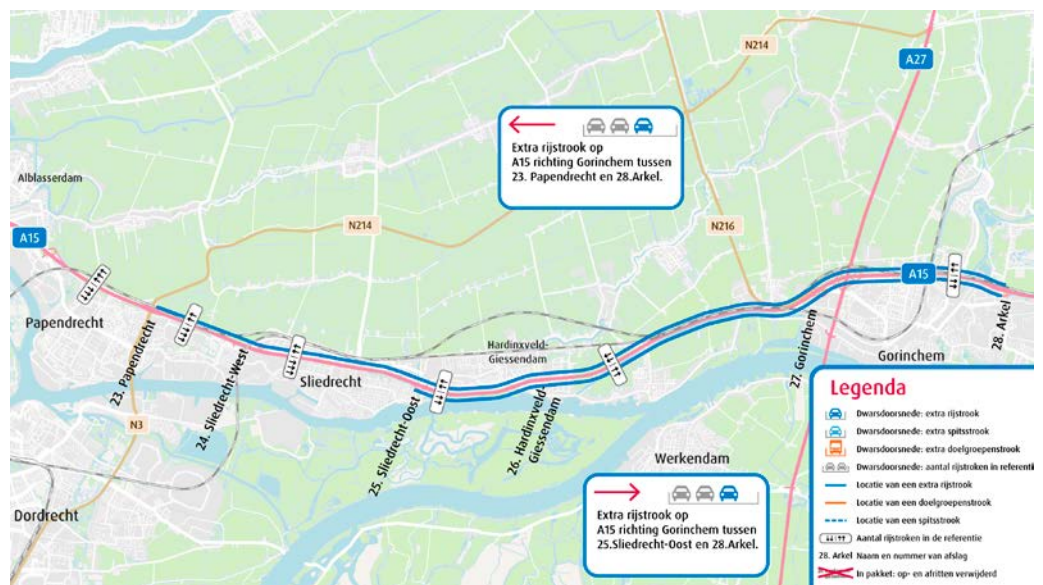 N214
A27
Extra rijstrook op
A15 richting Gorinchem tussen
23. Papendrecht en 28.Arkel.
Alblasserdam
A15
N214
N216
A15
Papendrecht
23. Papendrecht
24. Sliedrecht-West
Sliedrecht
Hardinxveld-
Giessendam
25. Sliedrecht-Oost
26. Hardinxveld-
Giessendam
27. Gorinchem
Gorinchem
28. Arkel
N3
Dordrecht
Werkendam
Extra rijstrook op
A15 richting Gorinchem tussen
25.Sliedrecht-Oost en 28.Arkel.
Legenda
Dwarsdoorsnede: extra rijstrook
Dwarsdoorsnede: extra spitsstrook
Dwarsdoorsnede: extra doelgroepenstrook
Dwarsdoorsnede: aantal rijstroken in referenti
Locatie van een extra rijstrook
Locatie van een doelgroepenstrook
Locatie van een spitsstrook
Aantal rijstroken in de referentie
28. Arkel Naam en nummer van afslag
In pakket: op- en afritten verwijderd